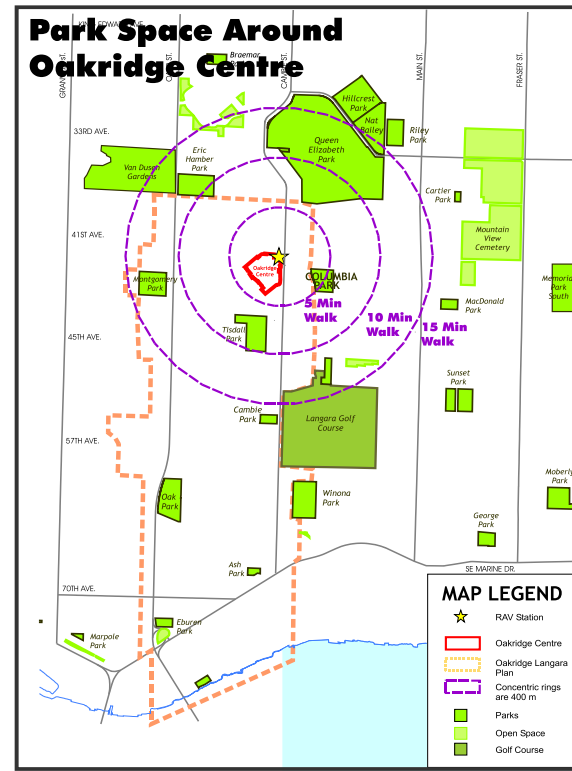 KING EDWARD AVE.
Park Space Around
Oakridge Centre
Braemar
GRANVILLE ST.
OAK ST.
CAMBIE ST.
MAIN ST.
FRASER ST.
Hillcrest
Park
Nat
Bailey
Riley
Park
33RD AVE.
Eric
Hamber
Park
Queen
Elizabeth
Park
Van Dusen
Gardens
Cartier
Park
41ST AVE.
Mountain
View
Cemetery
Oakridge
Centre
Montgomery
Park
COLUMBIA
PARK
Memorial
Park
South
MacDonald
Park
5 Min
Walk
10 Min
Walk
15 Min
Walk
Tisdall
Park
45TH AVE.
Sunset
Park
Cambie
Park
Langara Golf
Course
57TH AVE.
Moberly
Park
Oak
Park
Winona
Park
George
Park
Ash
Park
SE MARINE DR.
70TH AVE.
Eburen
Park
Marpole
Park
MAP LEGEND
RAV Station
Oakridge Centre
Oakridge Langara
Plan
Concentric rings
are 400 m
Parks
Open Space
Golf Course